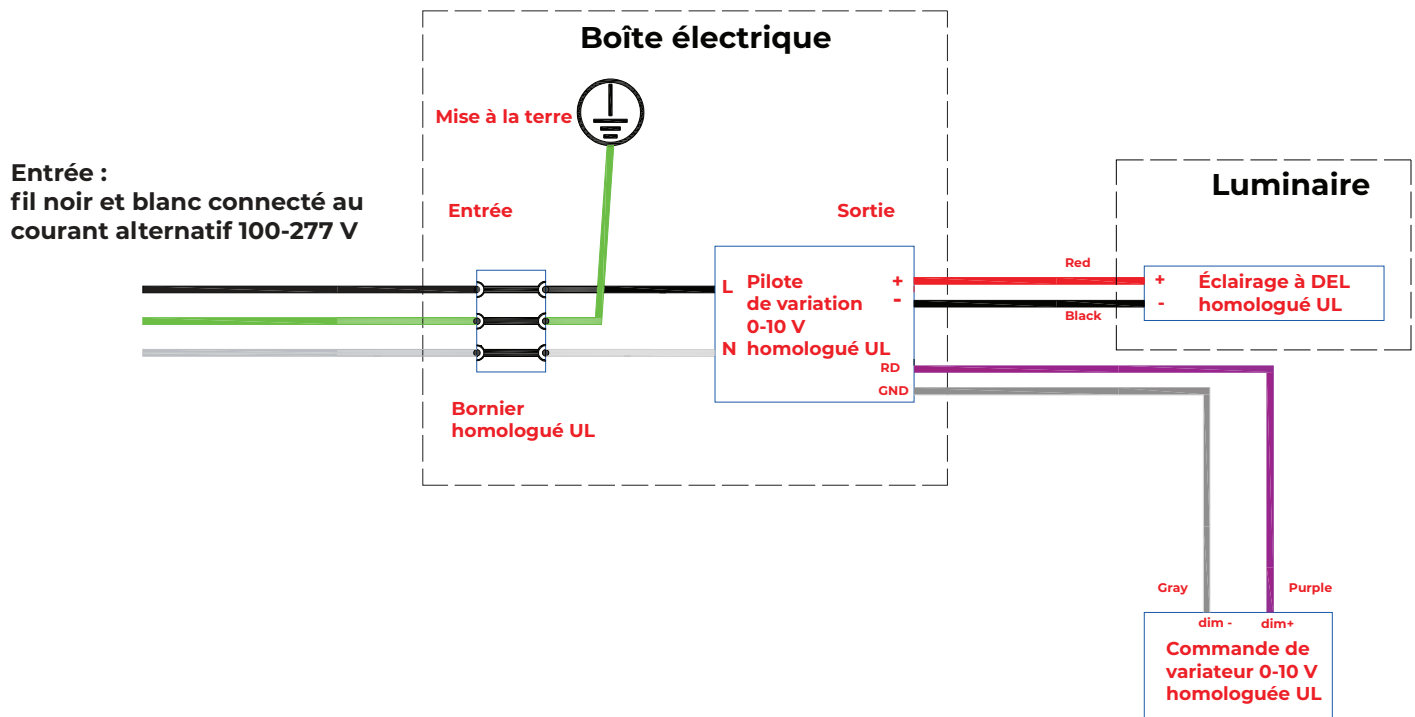 Boîte électrique
Mise à la terre
Entrée :
fil noir et blanc connecté au
courant alternatif 100-277 V
Entrée
Sortie
Luminaire
L
Pilote
de variation
0-10 V
homologué UL
N
+
-
RD
GND
Red
Black
+
-
Éclairage à DEL
homologué UL
Bornier
homologué UL
Gray
Purple
dim -
dim+
Commande de
variateur 0-10 V
homologuée UL